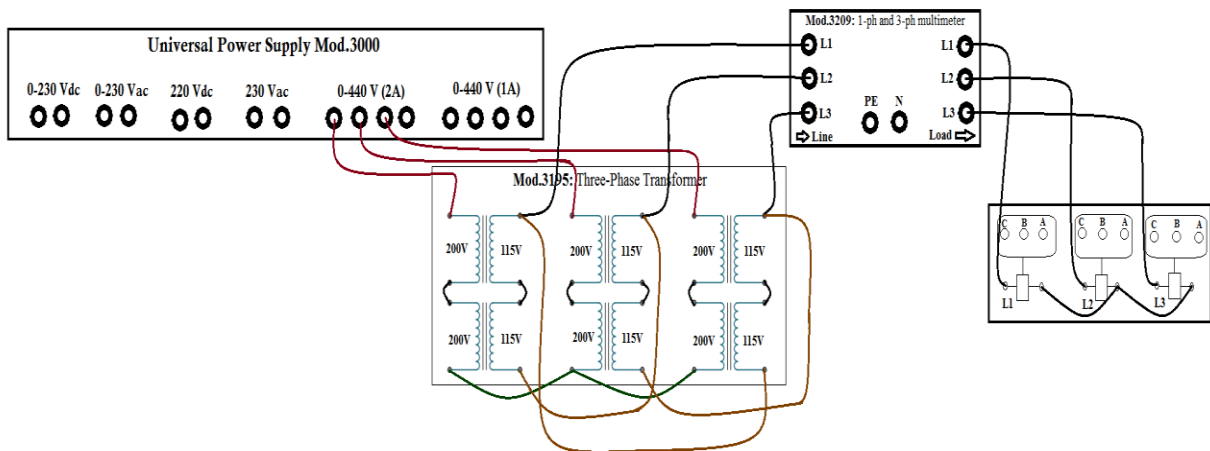 Universal Power Supply Mod.3000
0-230 Vdc 0-230 Vac 220 Vdc 230 Vac 0-440 V (2A) 0-440 V (1A)
Mod.3209: 1-ph and 3-ph multimeter
L1 L1
L2 L2
L3 PE N L3
Line Load
Mod.3195: Three-Phase Transformer
200V 115V 200V 115V 200V 115V
200V 115V 200V 115V 200V 115V
C B A C B A C B A
L1 L2 L3